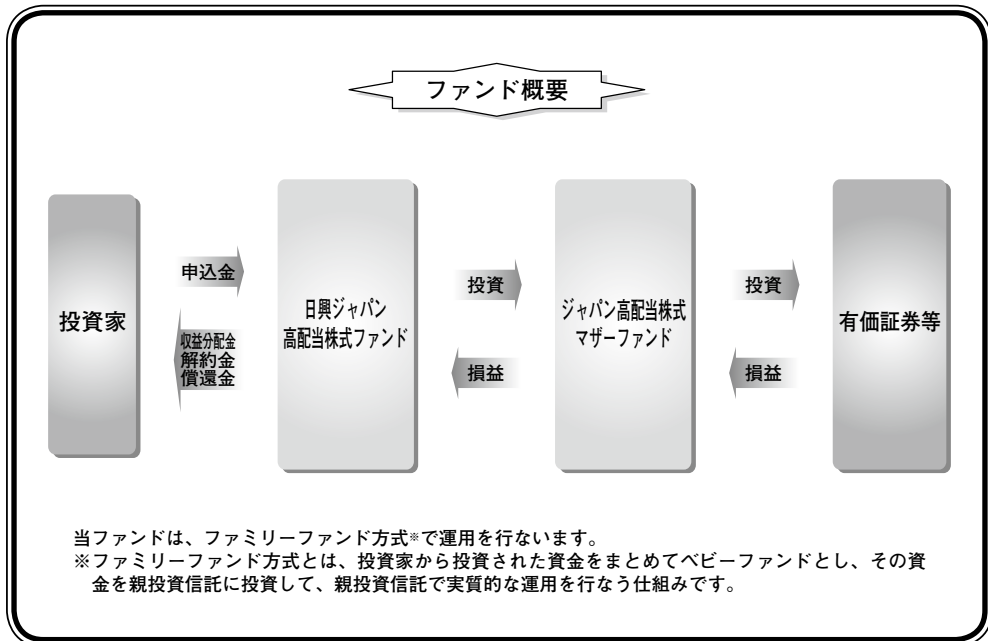 ファンド概要
投資家
申込金
収益分配金
解約金
償還金
日興ジャパン
高配当株式ファンド
投資
損益
ジャパン高配当株式
マザーファンド
投資
損益
有価証券等
当ファンドは、ファミリーファンド方式※で運用を行ないます。
※ファミリーファンド方式とは、投資家から投資された資金をまとめてベビーファンドとし、その資
金を親投資信託に投資して、親投資信託で実質的な運用を行なう仕組みです。